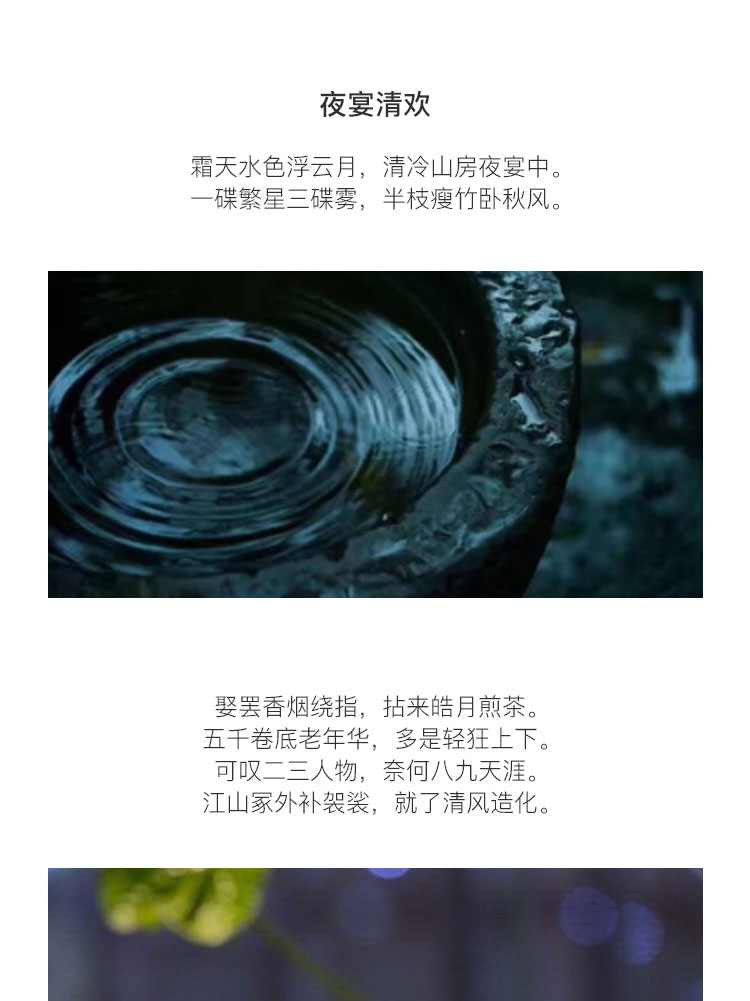 夜宴清欢
霜天水色浮云月，清冷山房夜宴中。
一碟繁星三碟雾，半枝瘦竹卧秋风。
娶罢香烟绕指，拈来皓月煎茶。
五千卷底老年华，多是轻狂上下。
可叹二三人物，奈何八九天涯。
江山冢外补袈裟，就了清风造化。